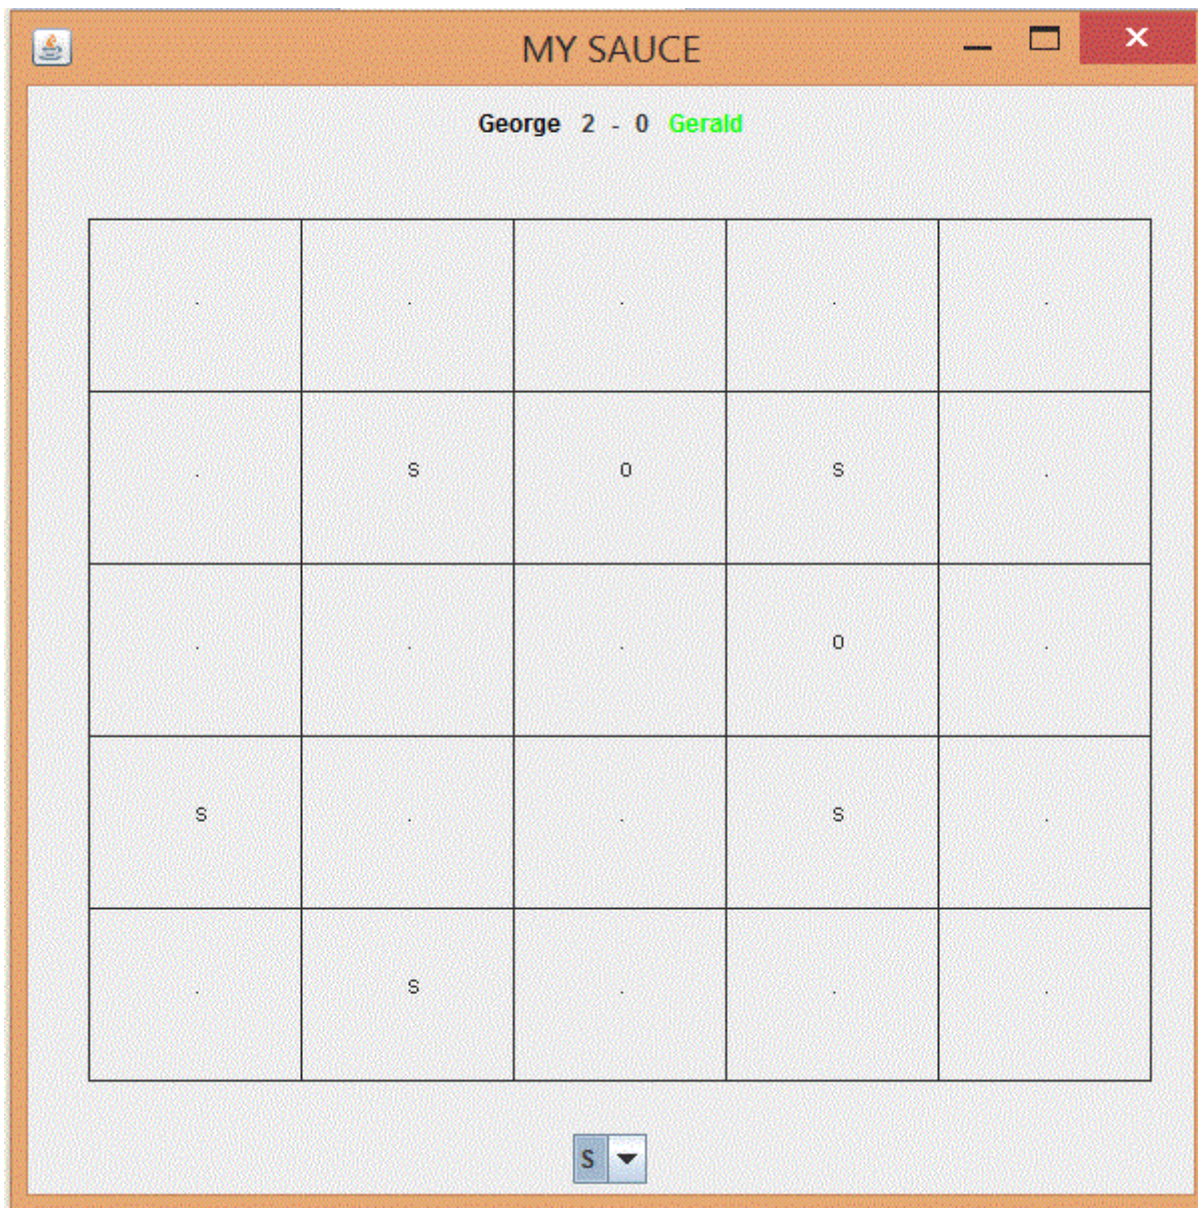 MY SAUCE
George 2 - 0 Gerald
. . . . .
. S O S .
. . . O .
S . . S .
. S . . .
S